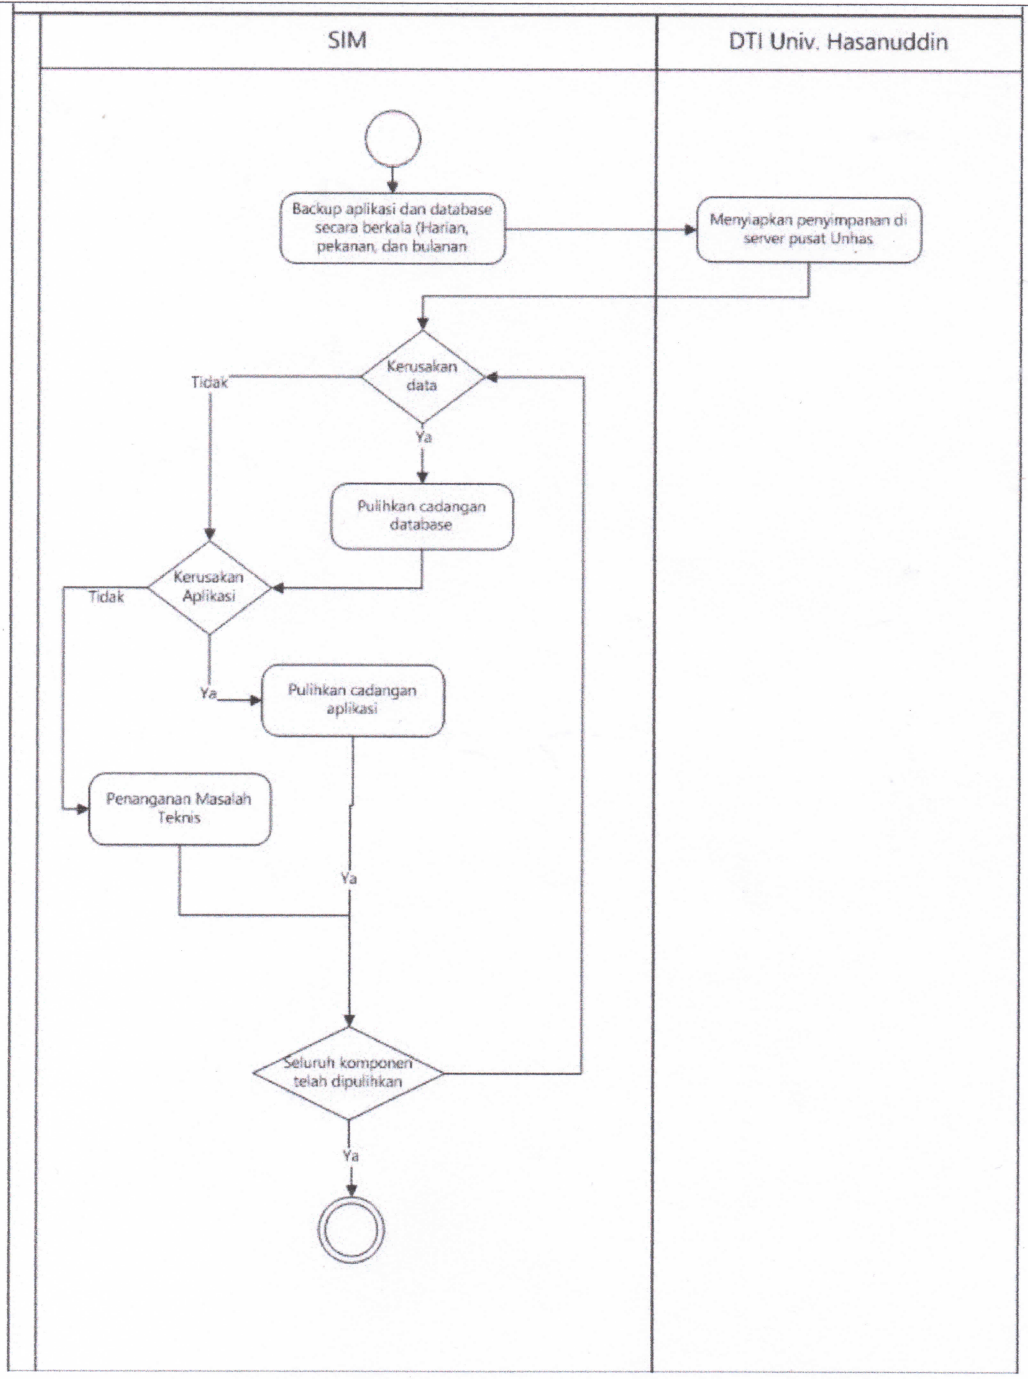 SIM
DTI Univ. Hasanuddin
Backup aplikasi dan database
secara berkala (Harian,
pekanan, dan bulanan
Menyiapkan penyimpanan di
server pusat Unhas
Kerusakan
data
Tidak
Ya
Pulihkan cadangan
database
Kerusakan
Aplikasi
Tidak
Ya
Pulihkan cadangan
aplikasi
Penanganan Masalah
Teknis
Ya
Seluruh komponen
telah dipulihkan
Ya